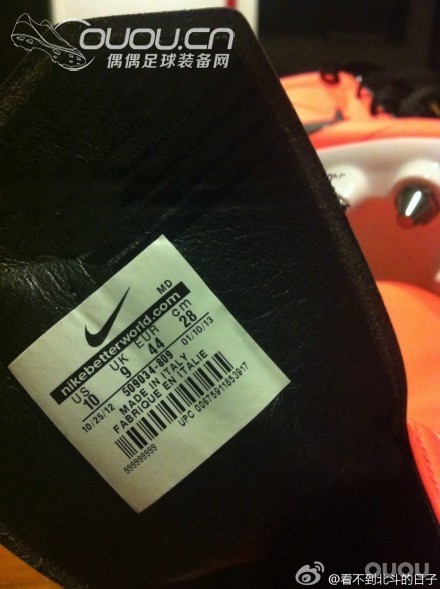 OUOU.CN
偶偶足球装备网
MD
nikebetterworld.com
US UK EUR cm
10 9 44 28
10/25/12 509034-809 01/10/13
MADE IN ITALY
FABRIQUE EN ITALIE
UPC 00675911853917
999999999
@看不到北斗的日子
ouou